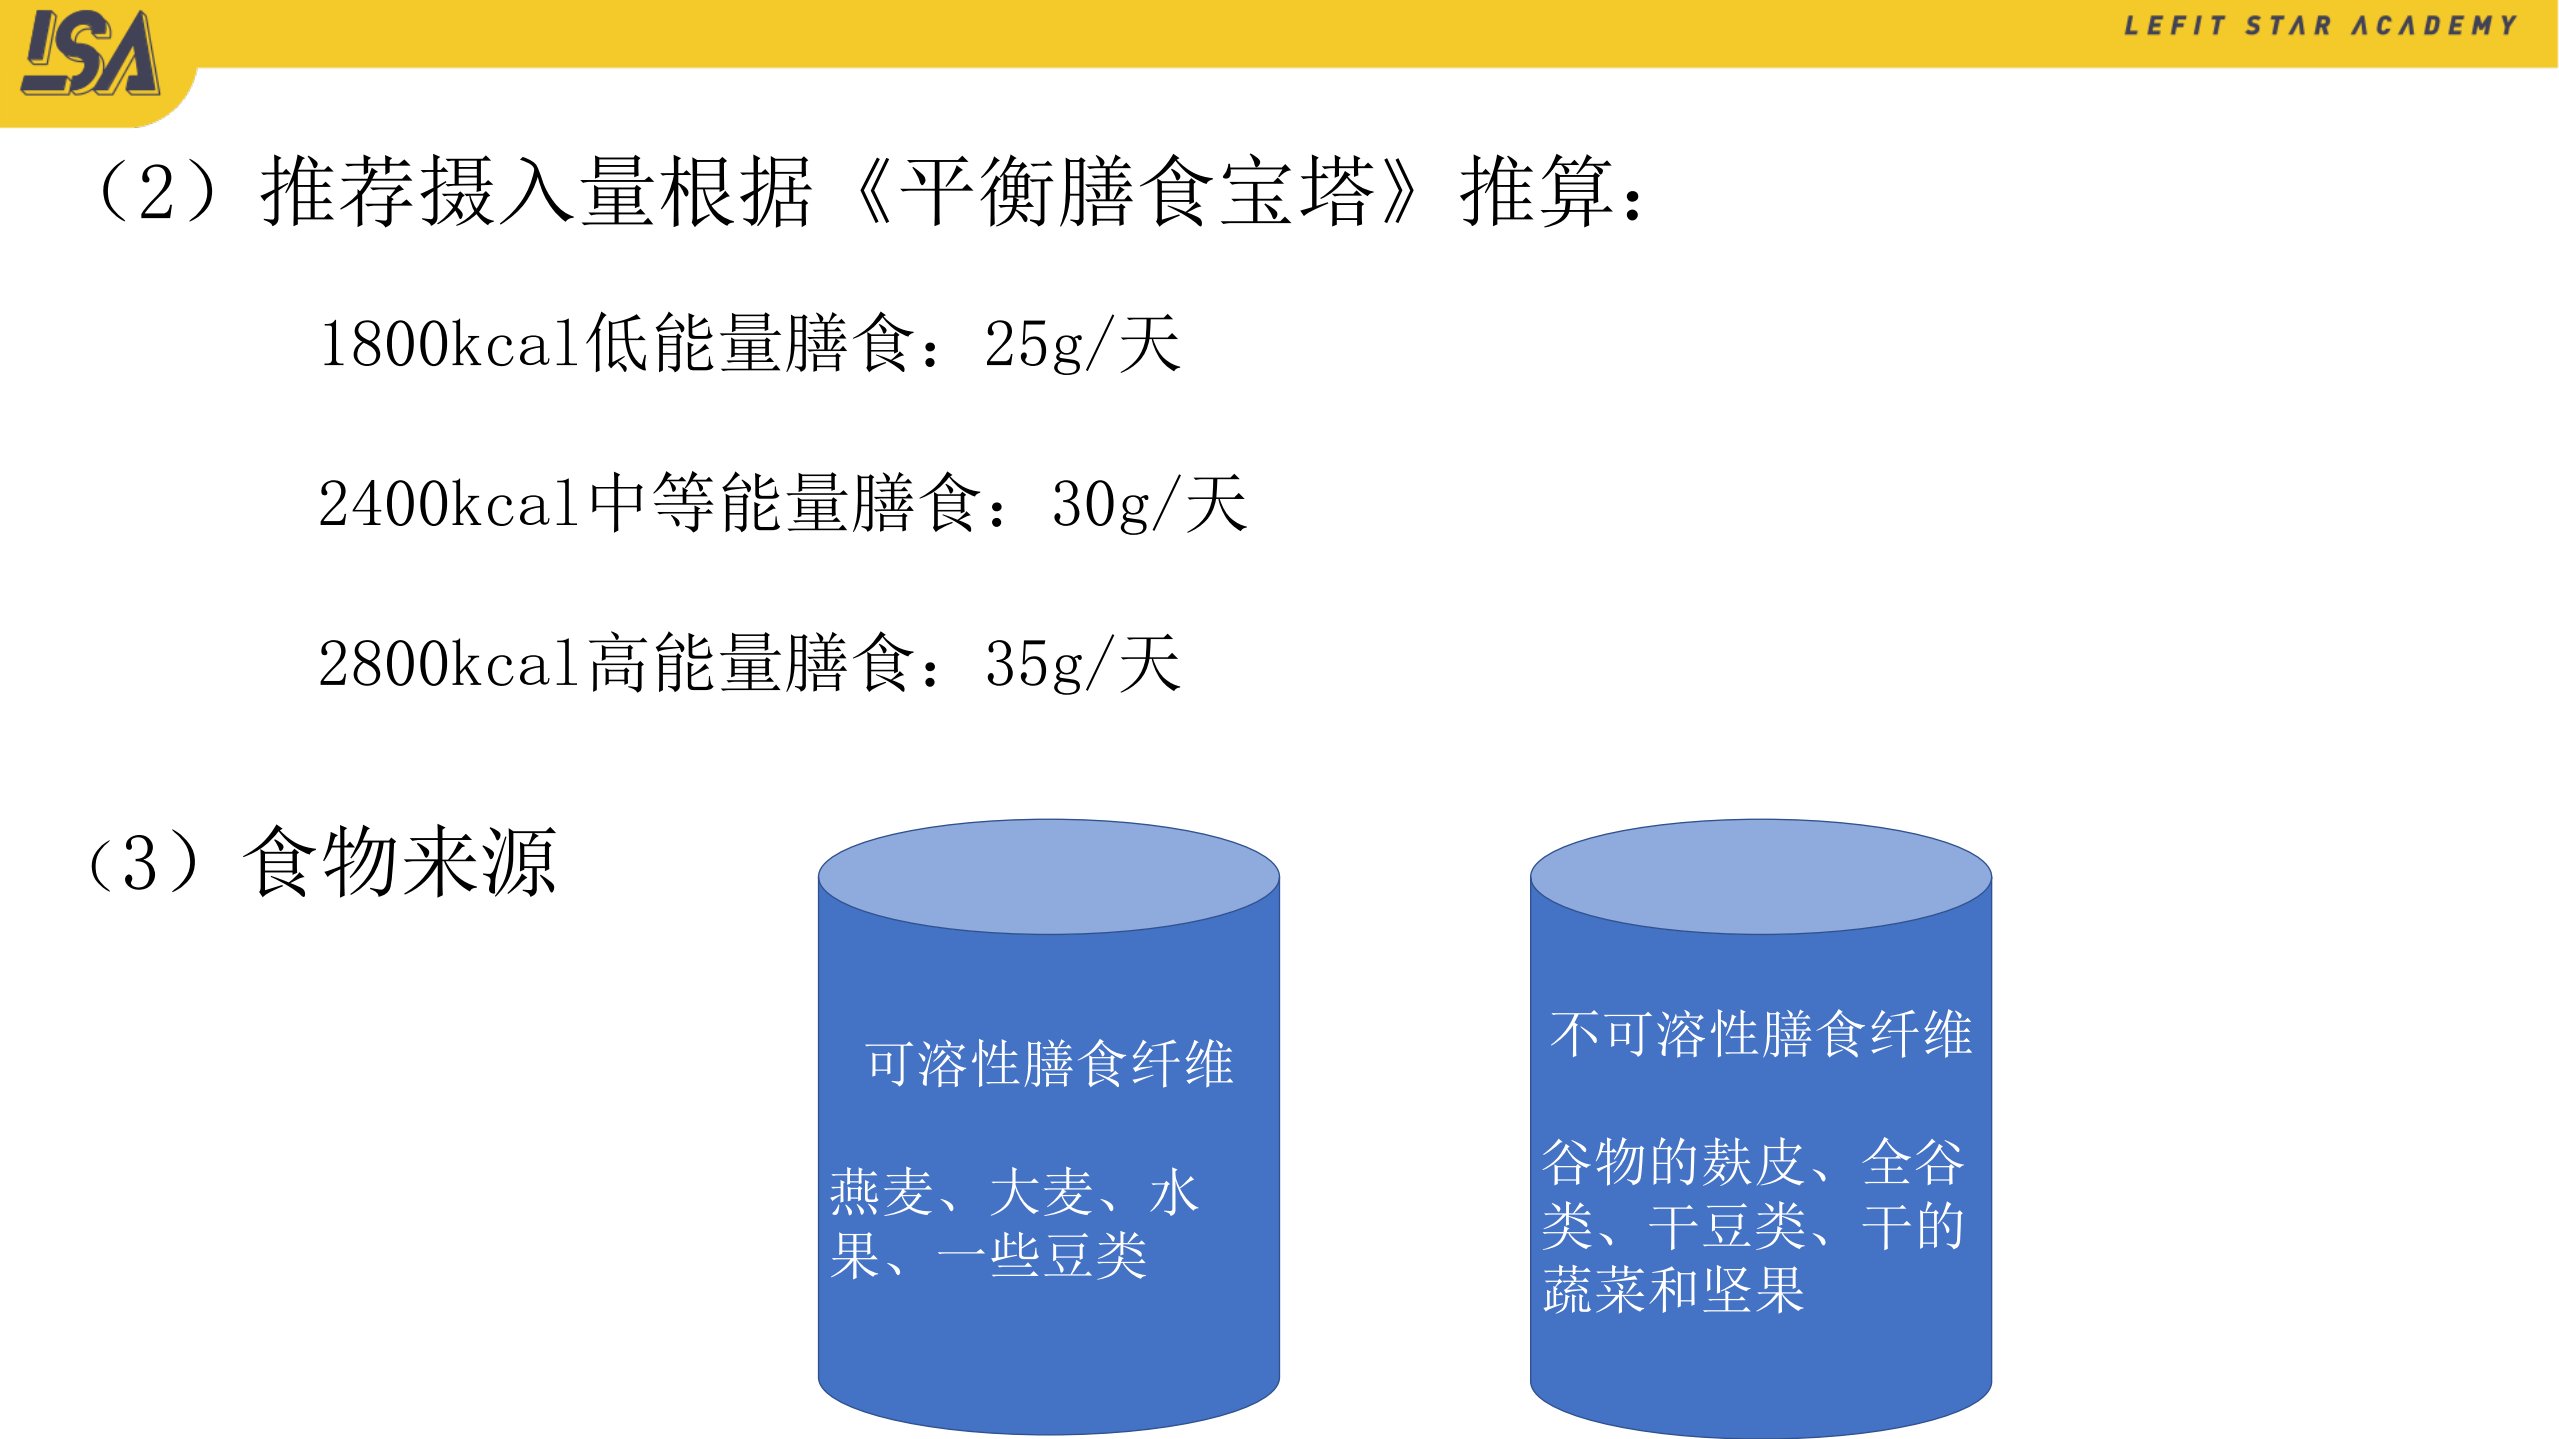 LSA
LEFIT STAR ACADEMY
（2）推荐摄入量根据《平衡膳食宝塔》推算：
1800kcal低能量膳食：25g/天
2400kcal中等能量膳食：30g/天
2800kcal高能量膳食：35g/天
（3）食物来源
可溶性膳食纤维
燕麦、大麦、水
果、一些豆类
不可溶性膳食纤维
谷物的麸皮、全谷
类、干豆类、干的
蔬菜和坚果